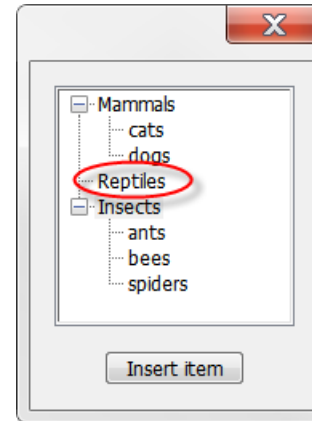 Mammals
cats
dogs
Reptiles
Insects
ants
bees
spiders
Insert item